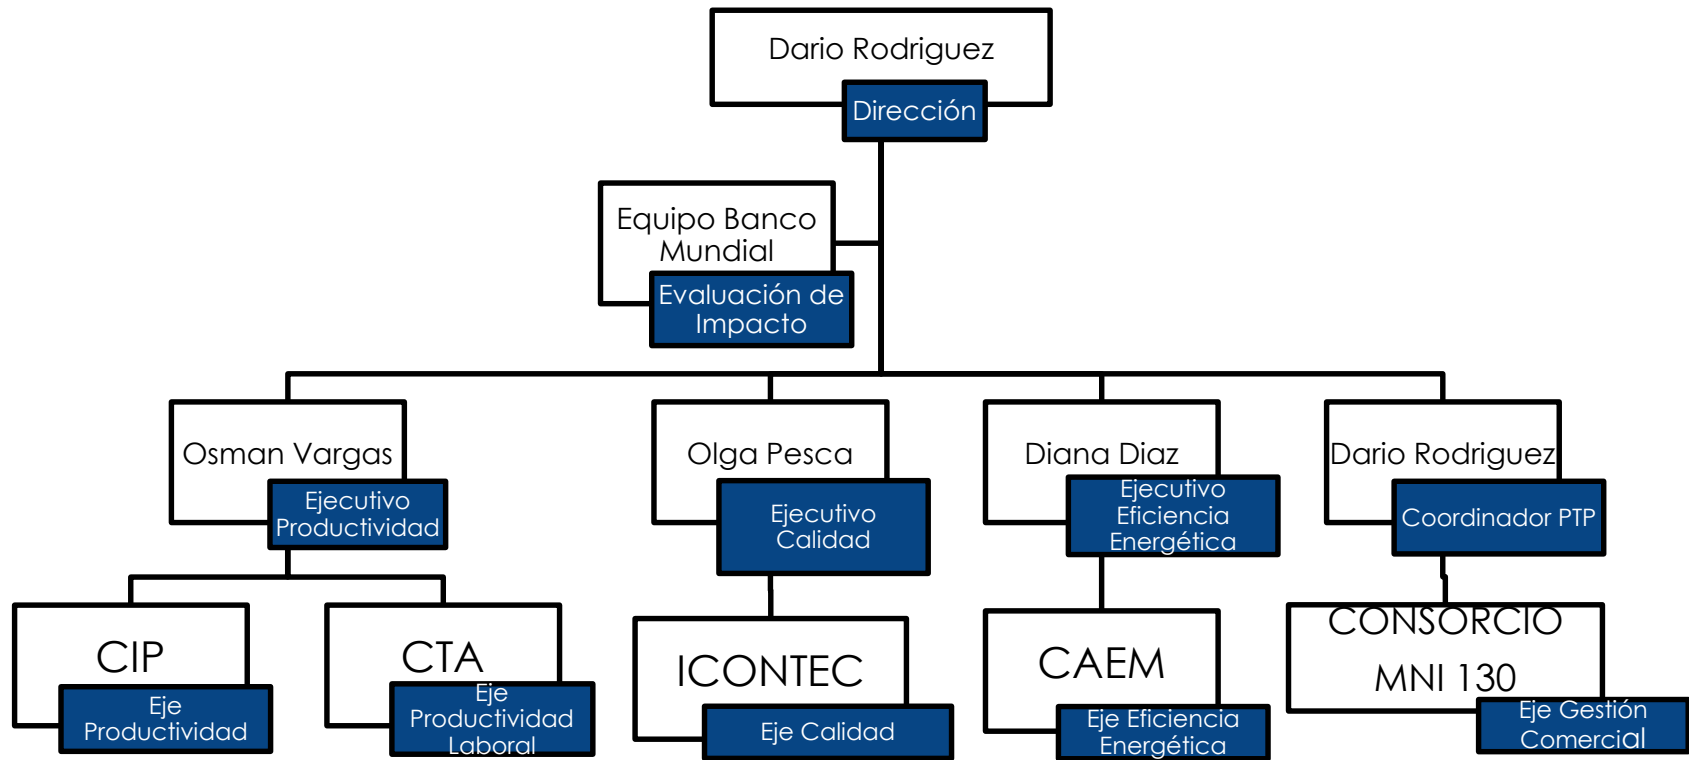 Dario Rodriguez
Dirección
Equipo Banco
Mundial
Evaluación de
Impacto
Osman Vargas
Ejecutivo
Productividad
Olga Pesca
Ejecutivo
Calidad
Diana Diaz
Ejecutivo
Eficiencia
Energética
Dario Rodriguez
Coordinador PTP
CIP
Eje
Productividad
CTA
Eje
Productividad
Laboral
ICONTEC
Eje Calidad
CAEM
Eje Eficiencia
Energética
CONSORCIO
MNI 130
Eje Gestión
Comercial